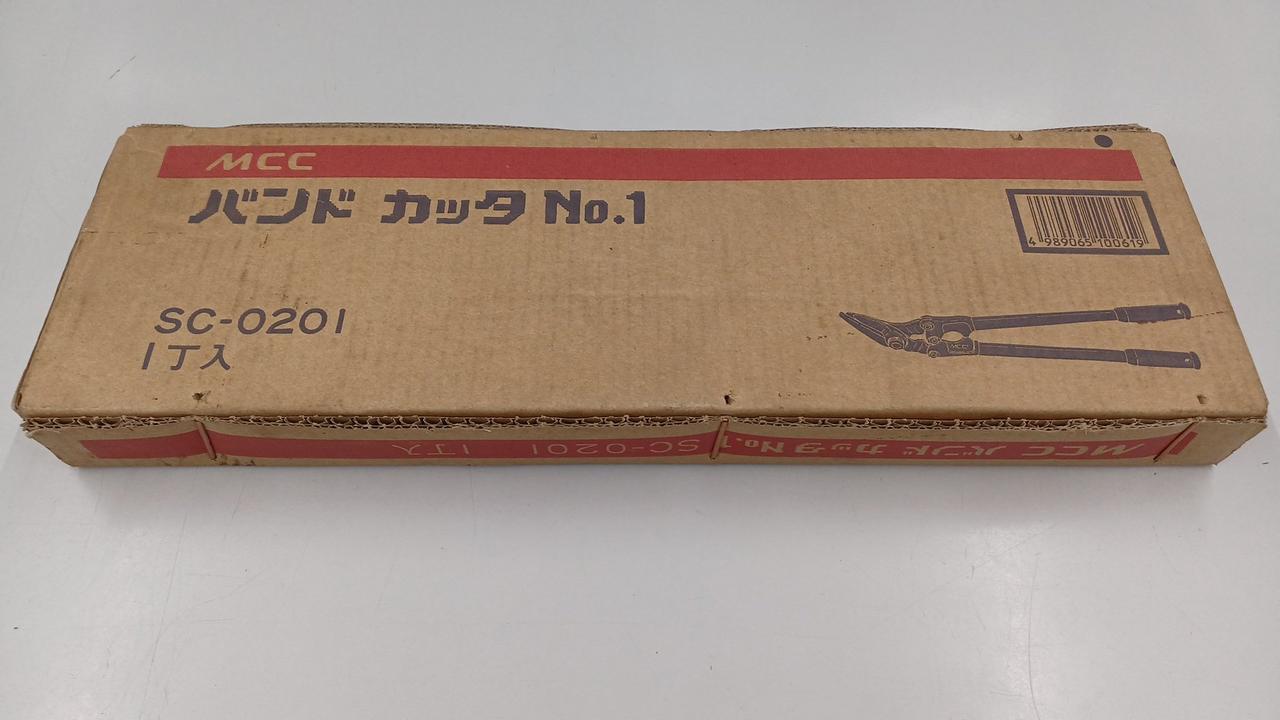 MCC
バンド カッタ No.1
4 989065 100619
SC-0201
1丁入
MCC
MCC バンド カッタ No.1 SC-0201 1丁入